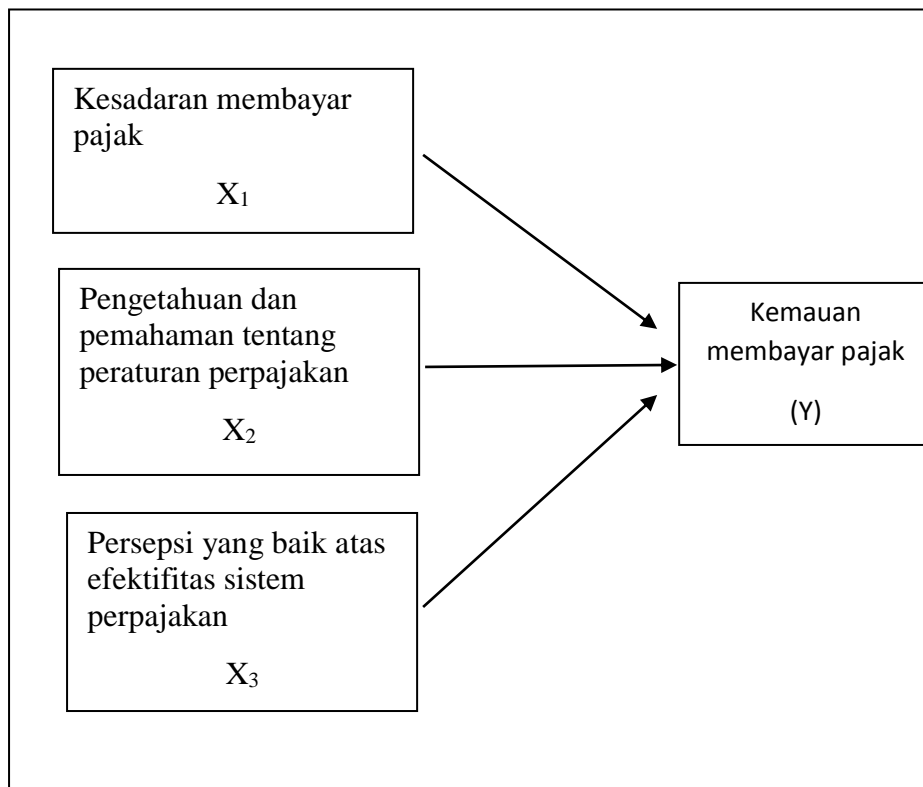 Kesadaran membayar
pajak
X₁
Pengetahuan dan
pemahaman tentang
peraturan perpajakan
X₂
Persepsi yang baik atas
efektifitas sistem
perpajakan
X₃
Kemauan
membayar pajak
(Y)